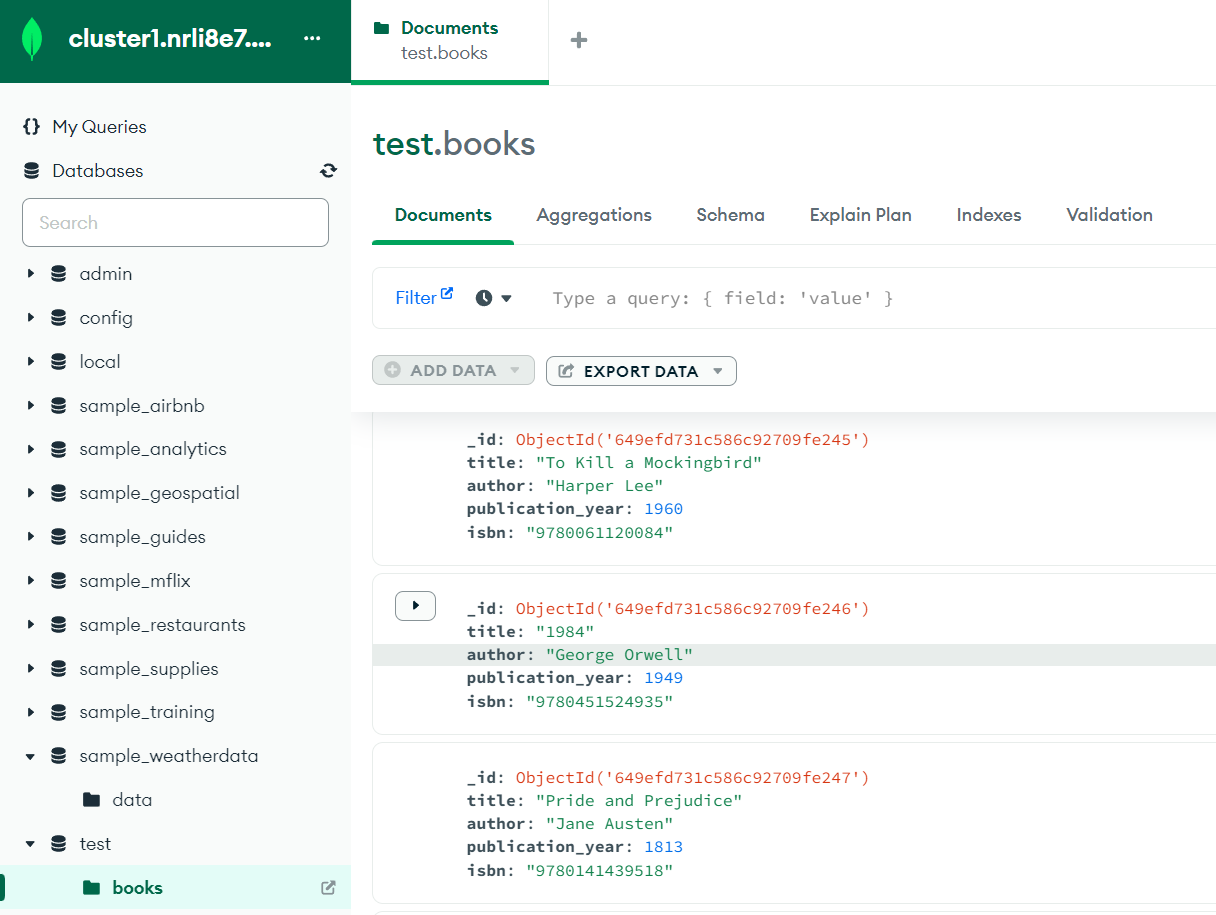 cluster1.nrli8e7....
My Queries
Databases
Search
admin
config
local
sample_airbnb
sample_analytics
sample_geospatial
sample_guides
sample_mflix
sample_restaurants
sample_supplies
sample_training
sample_weatherdata
data
test
books
Documents
test.books
test.books
Documents Aggregations Schema Explain Plan Indexes Validation
Filter Type a query: { field: 'value' }
ADD DATA EXPORT DATA
_id: ObjectId('649efd731c586c92709fe245')
title: "To Kill a Mockingbird"
author: "Harper Lee"
publication_year: 1960
isbn: "9780061120084"
_id: ObjectId('649efd731c586c92709fe246')
title: "1984"
author: "George Orwell"
publication_year: 1949
isbn: "9780451524935"
_id: ObjectId('649efd731c586c92709fe247')
title: "Pride and Prejudice"
author: "Jane Austen"
publication_year: 1813
isbn: "9780141439518"